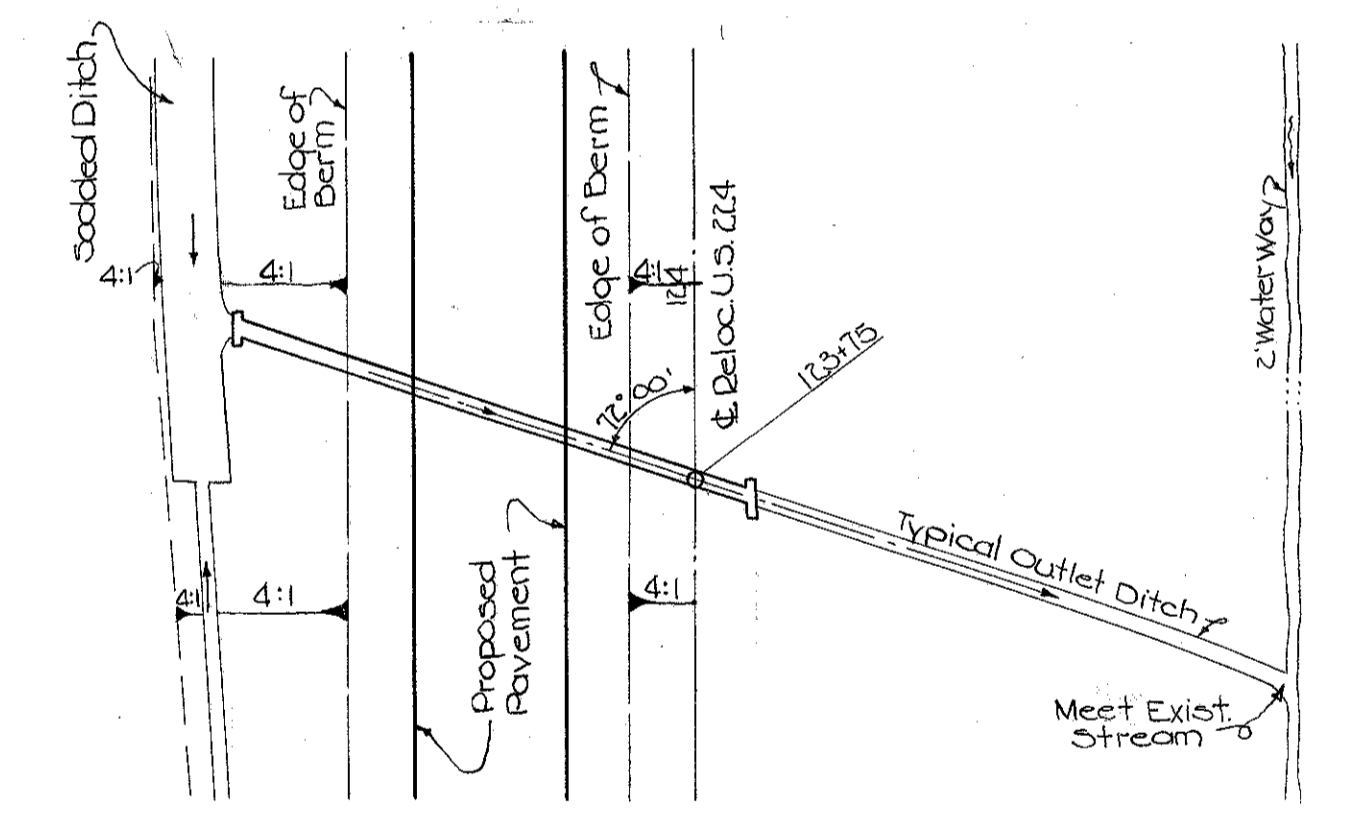 Sodded Ditch
Edge of
Berm
Edge of Berm
4:1
4:1
4:1
124
℄ Reloc. U.S. 224
123+75
72° 00'
2' Water Way
4:1
4:1
4:1
Proposed
Pavement
Typical Outlet Ditch
Meet Exist.
Stream